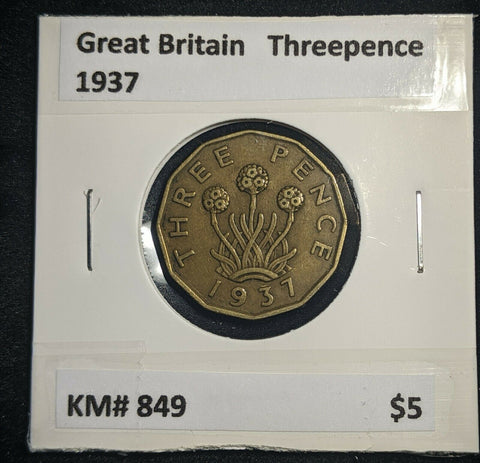 Great Britain Threepence
1937
THREE PENCE
1937
KM# 849 $5